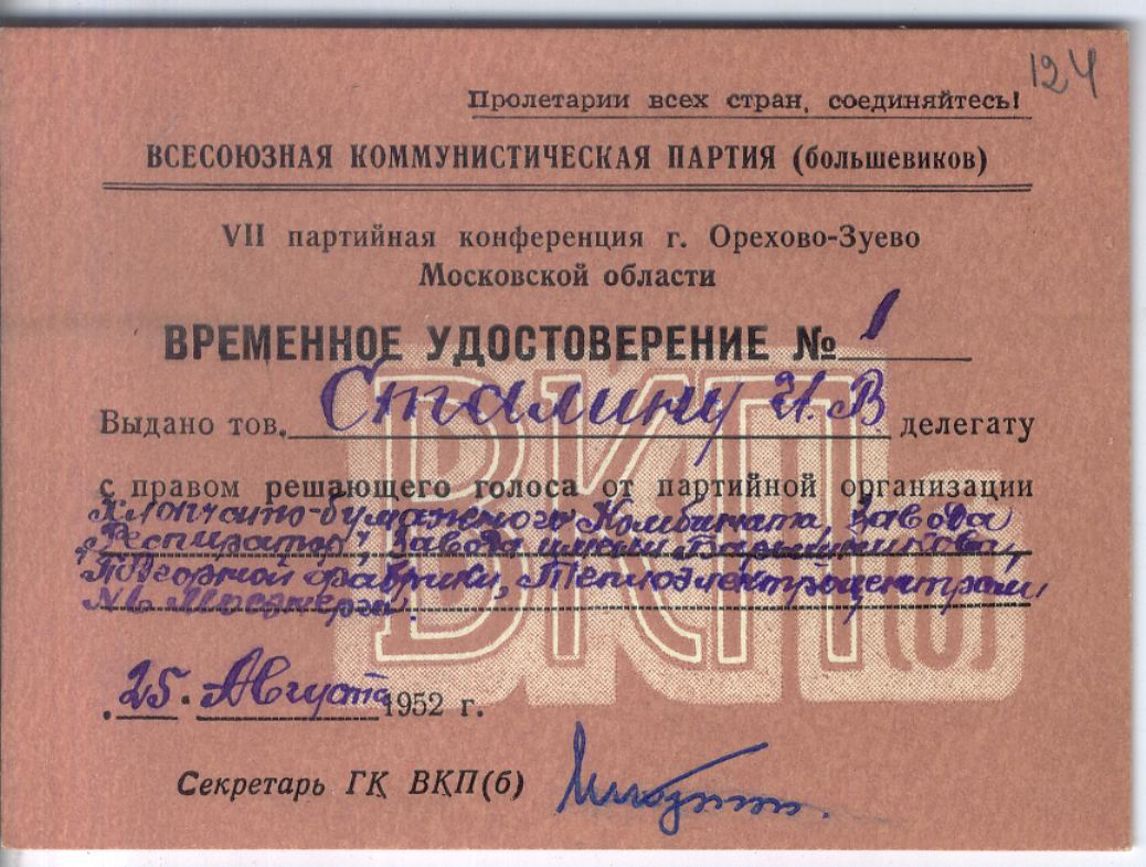 124
Пролетарии всех стран, соединяйтесь!
ВСЕСОЮЗНАЯ КОММУНИСТИЧЕСКАЯ ПАРТИЯ (большевиков)
VII партийная конференция г. Орехово-Зуево
Московской области
ВРЕМЕННОЕ УДОСТОВЕРЕНИЕ № 1
Выдано тов. Сталину И. В делегату
с правом решающего голоса от партийной организации
Хлопчато-бумажного Комбината, завода
"Респиратор", завода имени Барышникова,
Ткацкой фабрики, Теплоэлектроцентрали
25. Августа 1952 г.
Секретарь ГК ВКП(б)
ВКП(б)